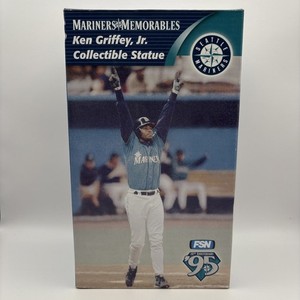 MARINERS MEMORABLES
Ken Griffey, Jr.
Collectible Statue
SEATTLE
MARINERS
MARINERS
FSN
95